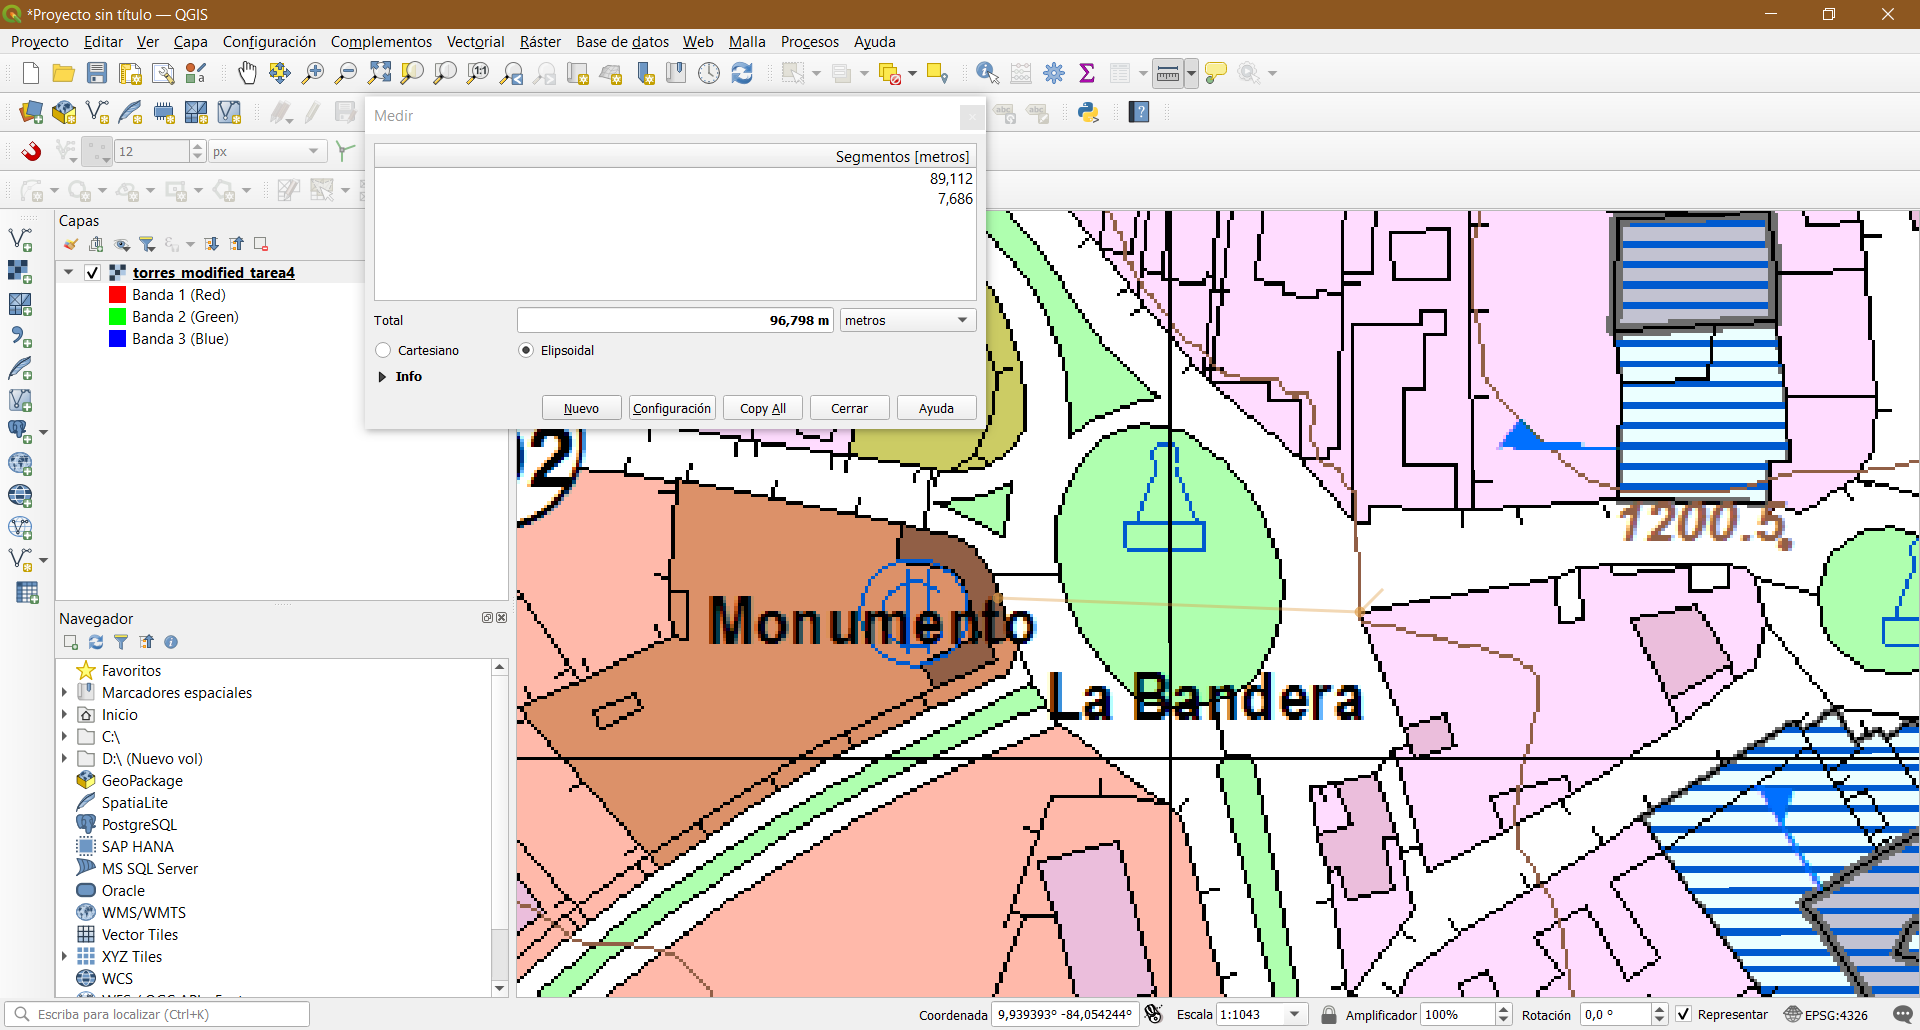 *Proyecto sin título — QGIS
Proyecto Editar Ver Capa Configuración Complementos Vectorial Ráster Base de datos Web Malla Procesos Ayuda
Medir
12 px
Segmentos [metros]
89,112
7,686
Total 96,798 m metros
Cartesiano Elipsoidal
Info
Nuevo Configuración Copy All Cerrar Ayuda
Capas
torres_modified_tarea4
Banda 1 (Red)
Banda 2 (Green)
Banda 3 (Blue)
Navegador
Favoritos
Marcadores espaciales
Inicio
C:\
D:\ (Nuevo vol)
GeoPackage
SpatiaLite
PostgreSQL
SAP HANA
MS SQL Server
Oracle
WMS/WMTS
Vector Tiles
XYZ Tiles
WCS
02
1200.5
Monumento
La Bandera
Escriba para localizar (Ctrl+K) Coordenada 9,939393° -84,054244° Escala 1:1043 Amplificador 100% Rotación 0,0 ° Representar EPSG:4326